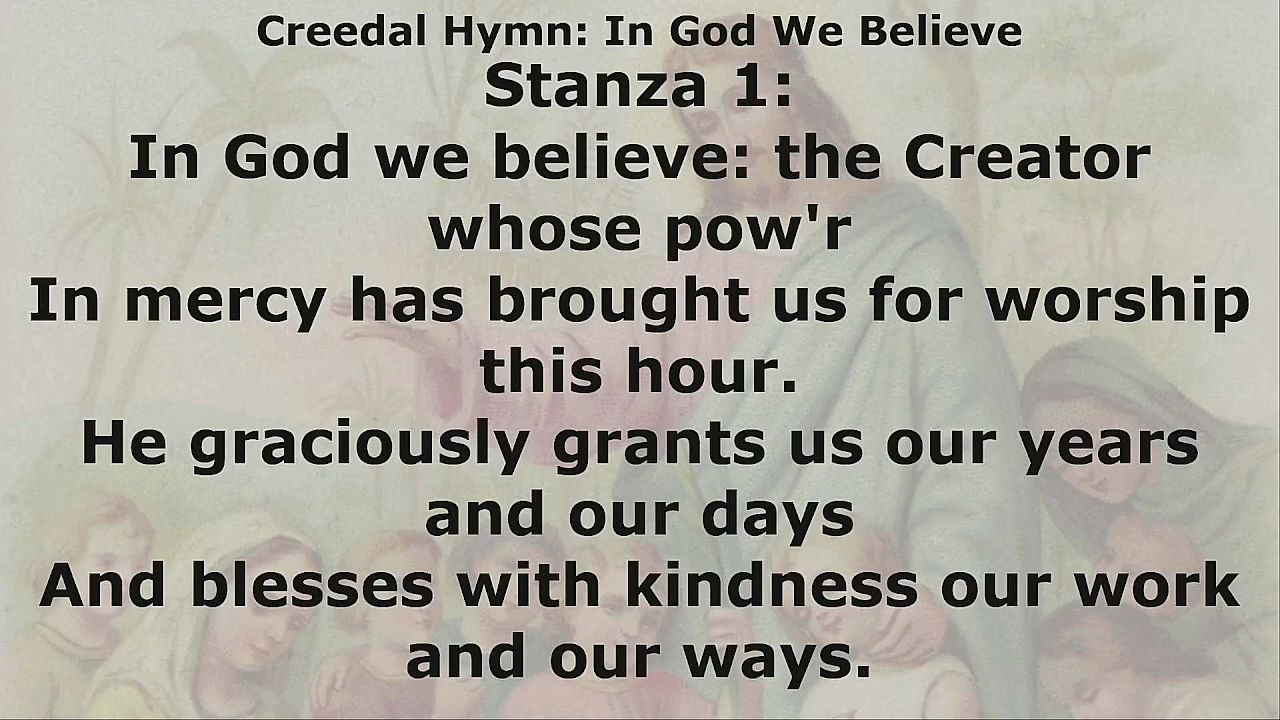 Creedal Hymn: In God We Believe
Stanza 1:
In God we believe: the Creator
whose pow'r
In mercy has brought us for worship
this hour.
He graciously grants us our years
and our days
And blesses with kindness our work
and our ways.